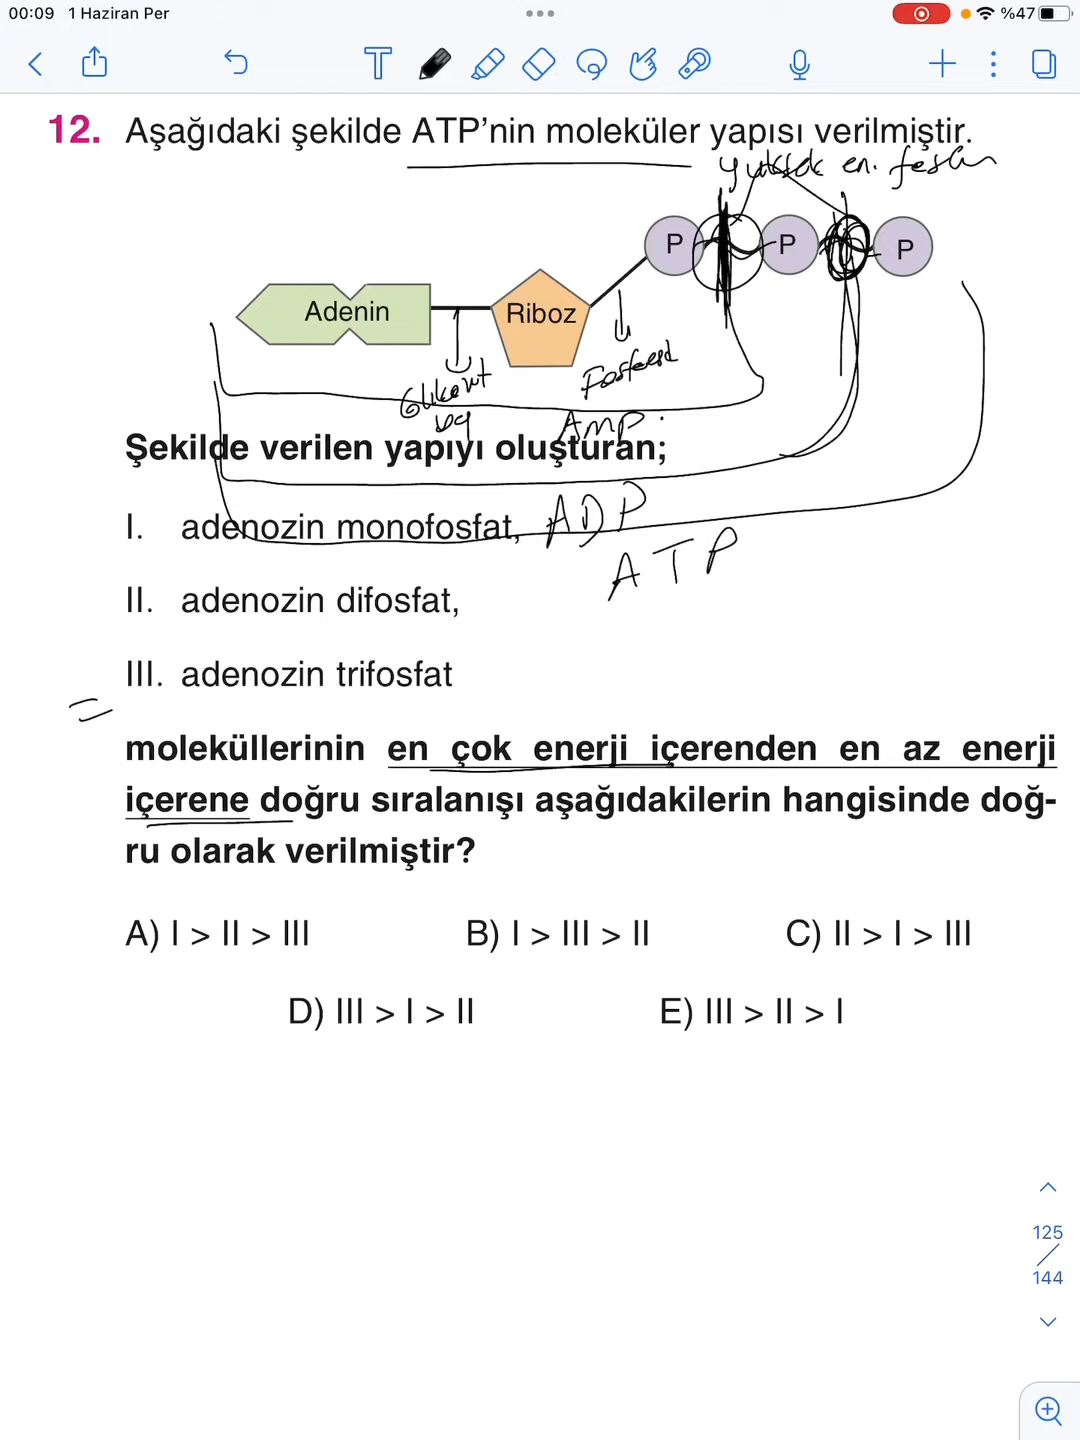 00:09 1 Haziran Per
%47
12. Aşağıdaki şekilde ATP'nin moleküler yapısı verilmiştir.
yüksek en.
P P P
Adenin Riboz
Glikozit
bağ
AMP
Şekilde verilen yapıyı oluşturan;
I. adenozin monofosfat, ADP
ATP
II. adenozin difosfat,
III. adenozin trifosfat
moleküllerinin en çok enerji içerenden en az enerji
içerene doğru sıralanışı aşağıdakilerin hangisinde doğ-
ru olarak verilmiştir?
A) I > II > III B) I > III > II C) II > I > III
D) III > I > II E) III > II > I
125
144